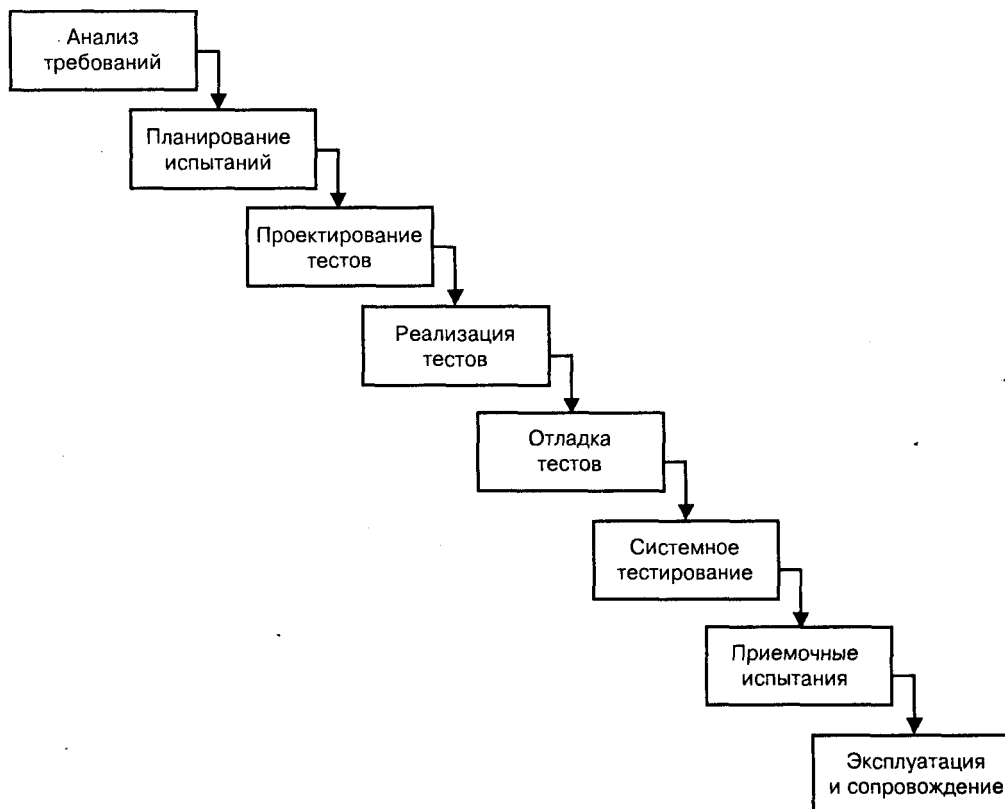 Анализ
требований
Планирование
испытаний
Проектирование
тестов
Реализация
тестов
Отладка
тестов
Системное
тестирование
Приемочные
испытания
Эксплуатация
и сопровождение